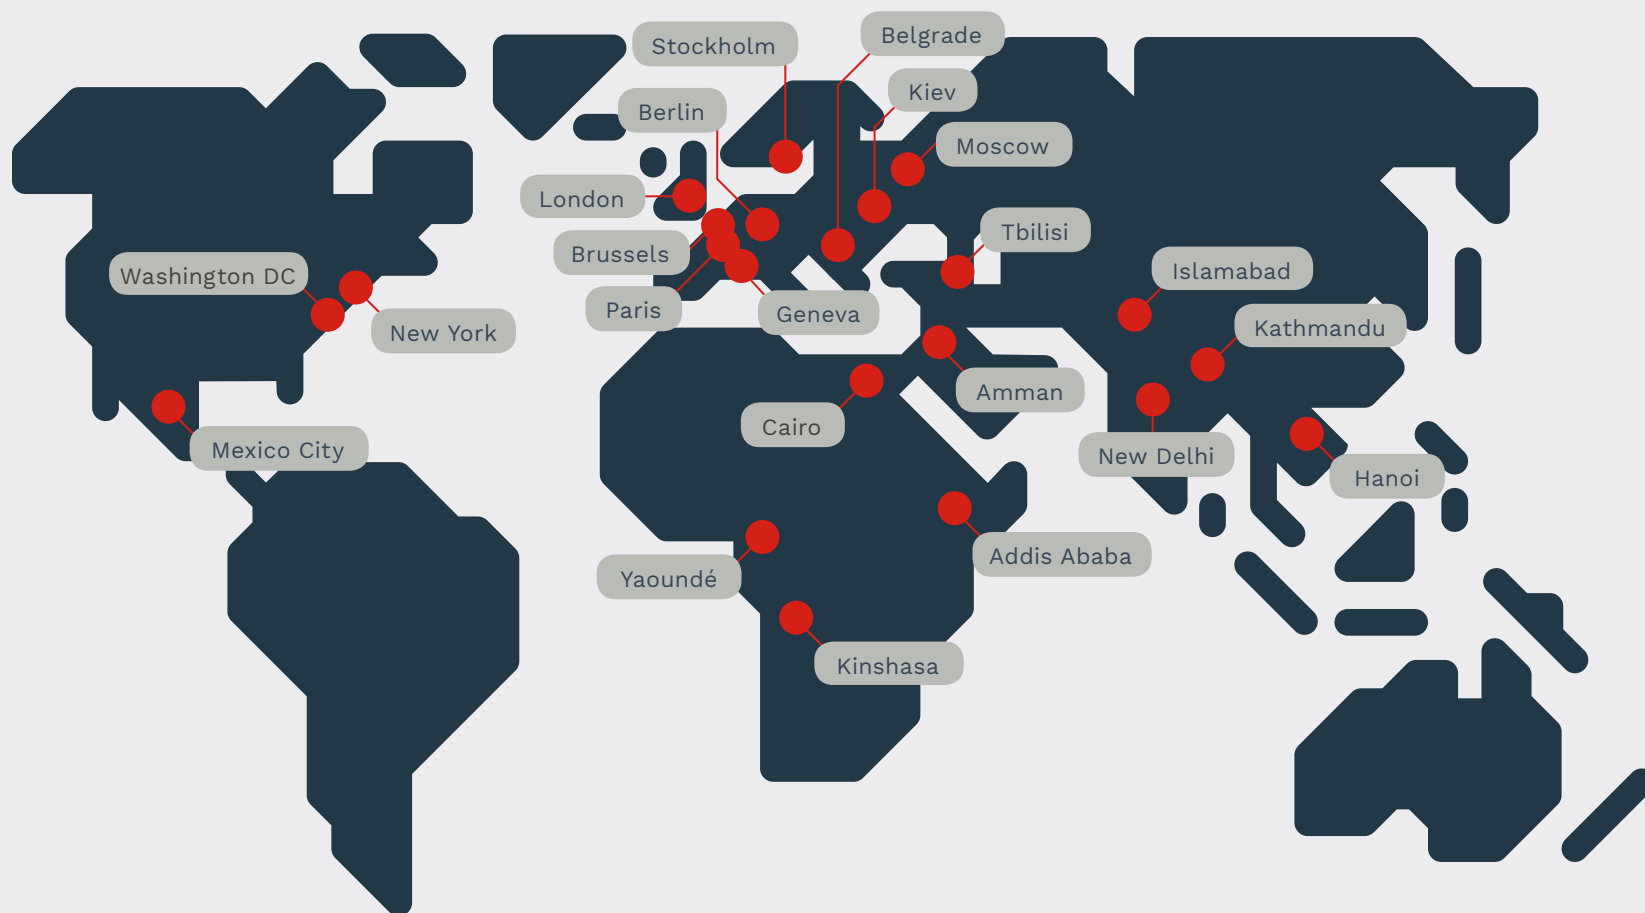 Belgrade
Stockholm
Kiev
Berlin
Moscow
London
Tbilisi
Brussels
Islamabad
Washington DC
Paris
Geneva
Kathmandu
New York
Amman
Cairo
Mexico City
New Delhi
Hanoi
Addis Ababa
Yaoundé
Kinshasa